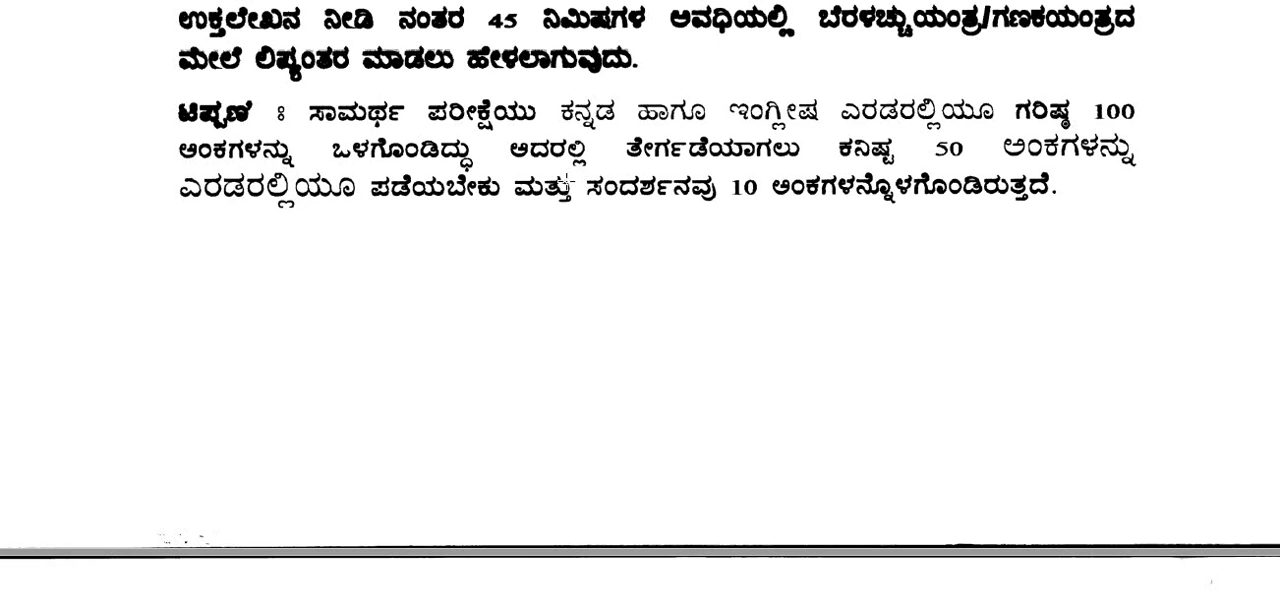 ಉಕ್ತಲೇಖನ ನೀಡಿ ನಂತರ 45 ನಿಮಿಷಗಳ ಅವಧಿಯಲ್ಲಿ ಬೆರಳಚ್ಚುಯಂತ್ರ/ಗಣಕಯಂತ್ರದ
ಮೇಲೆ ಲಿಪ್ಯಂತರ ಮಾಡಲು ಹೇಳಲಾಗುವುದು.
ಟಿಪ್ಪಣಿ : ಸಾಮರ್ಥ ಪರೀಕ್ಷೆಯು ಕನ್ನಡ ಹಾಗೂ ಇಂಗ್ಲೀಷ ಎರಡರಲ್ಲಿಯೂ ಗರಿಷ್ಠ 100
ಅಂಕಗಳನ್ನು ಒಳಗೊಂಡಿದ್ದು ಅದರಲ್ಲಿ ತೇರ್ಗಡೆಯಾಗಲು ಕನಿಷ್ಟ 50 ಅಂಕಗಳನ್ನು
ಎರಡರಲ್ಲಿಯೂ ಪಡೆಯಬೇಕು ಮತ್ತು ಸಂದರ್ಶನವು 10 ಅಂಕಗಳನ್ನೊಳಗೊಂಡಿರುತ್ತದೆ.